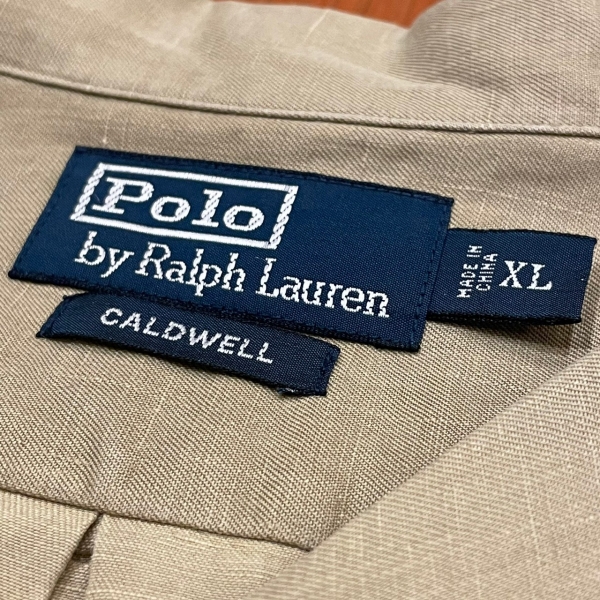 Polo
by Ralph Lauren
CALDWELL
MADE IN
CHINA
XL